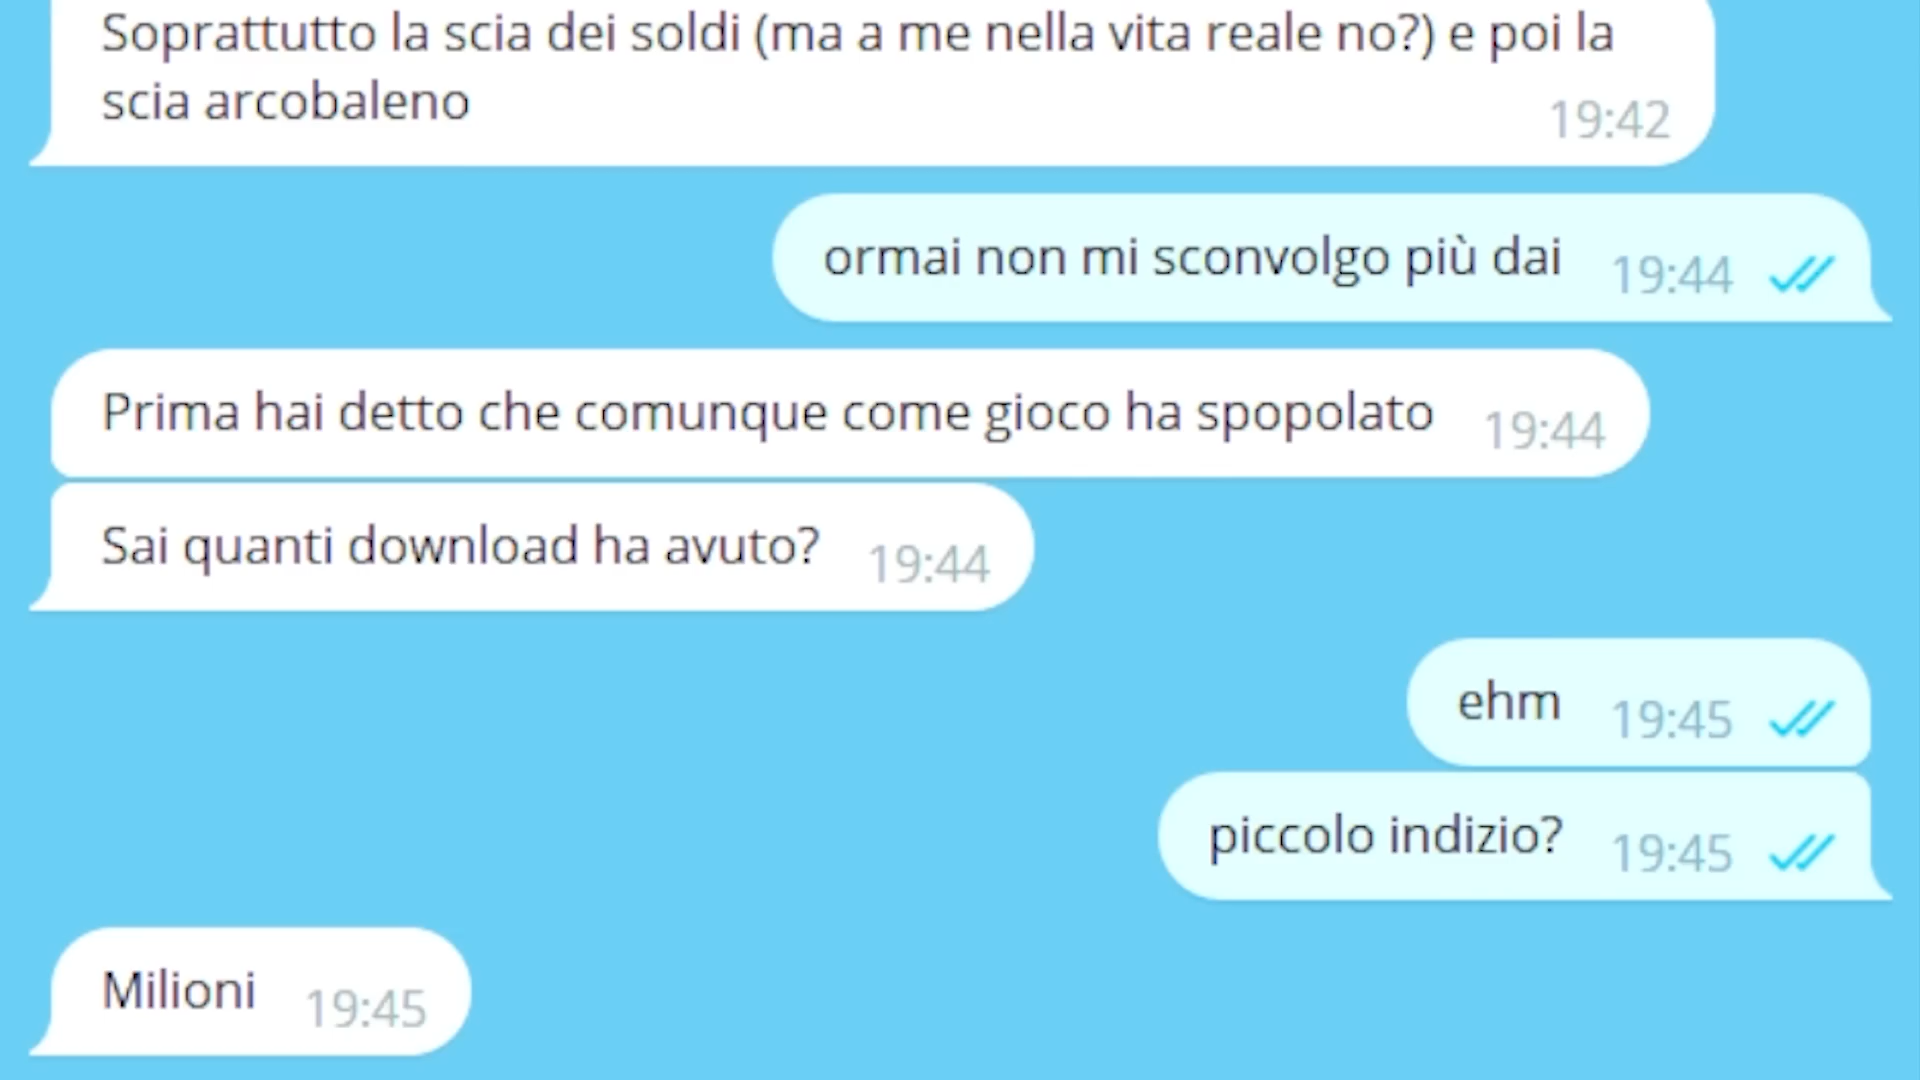 Soprattutto la scia dei soldi (ma a me nella vita reale no?) e poi la
scia arcobaleno
19:42
ormai non mi sconvolgo più dai 19:44
Prima hai detto che comunque come gioco ha spopolato 19:44
Sai quanti download ha avuto? 19:44
ehm 19:45
piccolo indizio? 19:45
Milioni 19:45